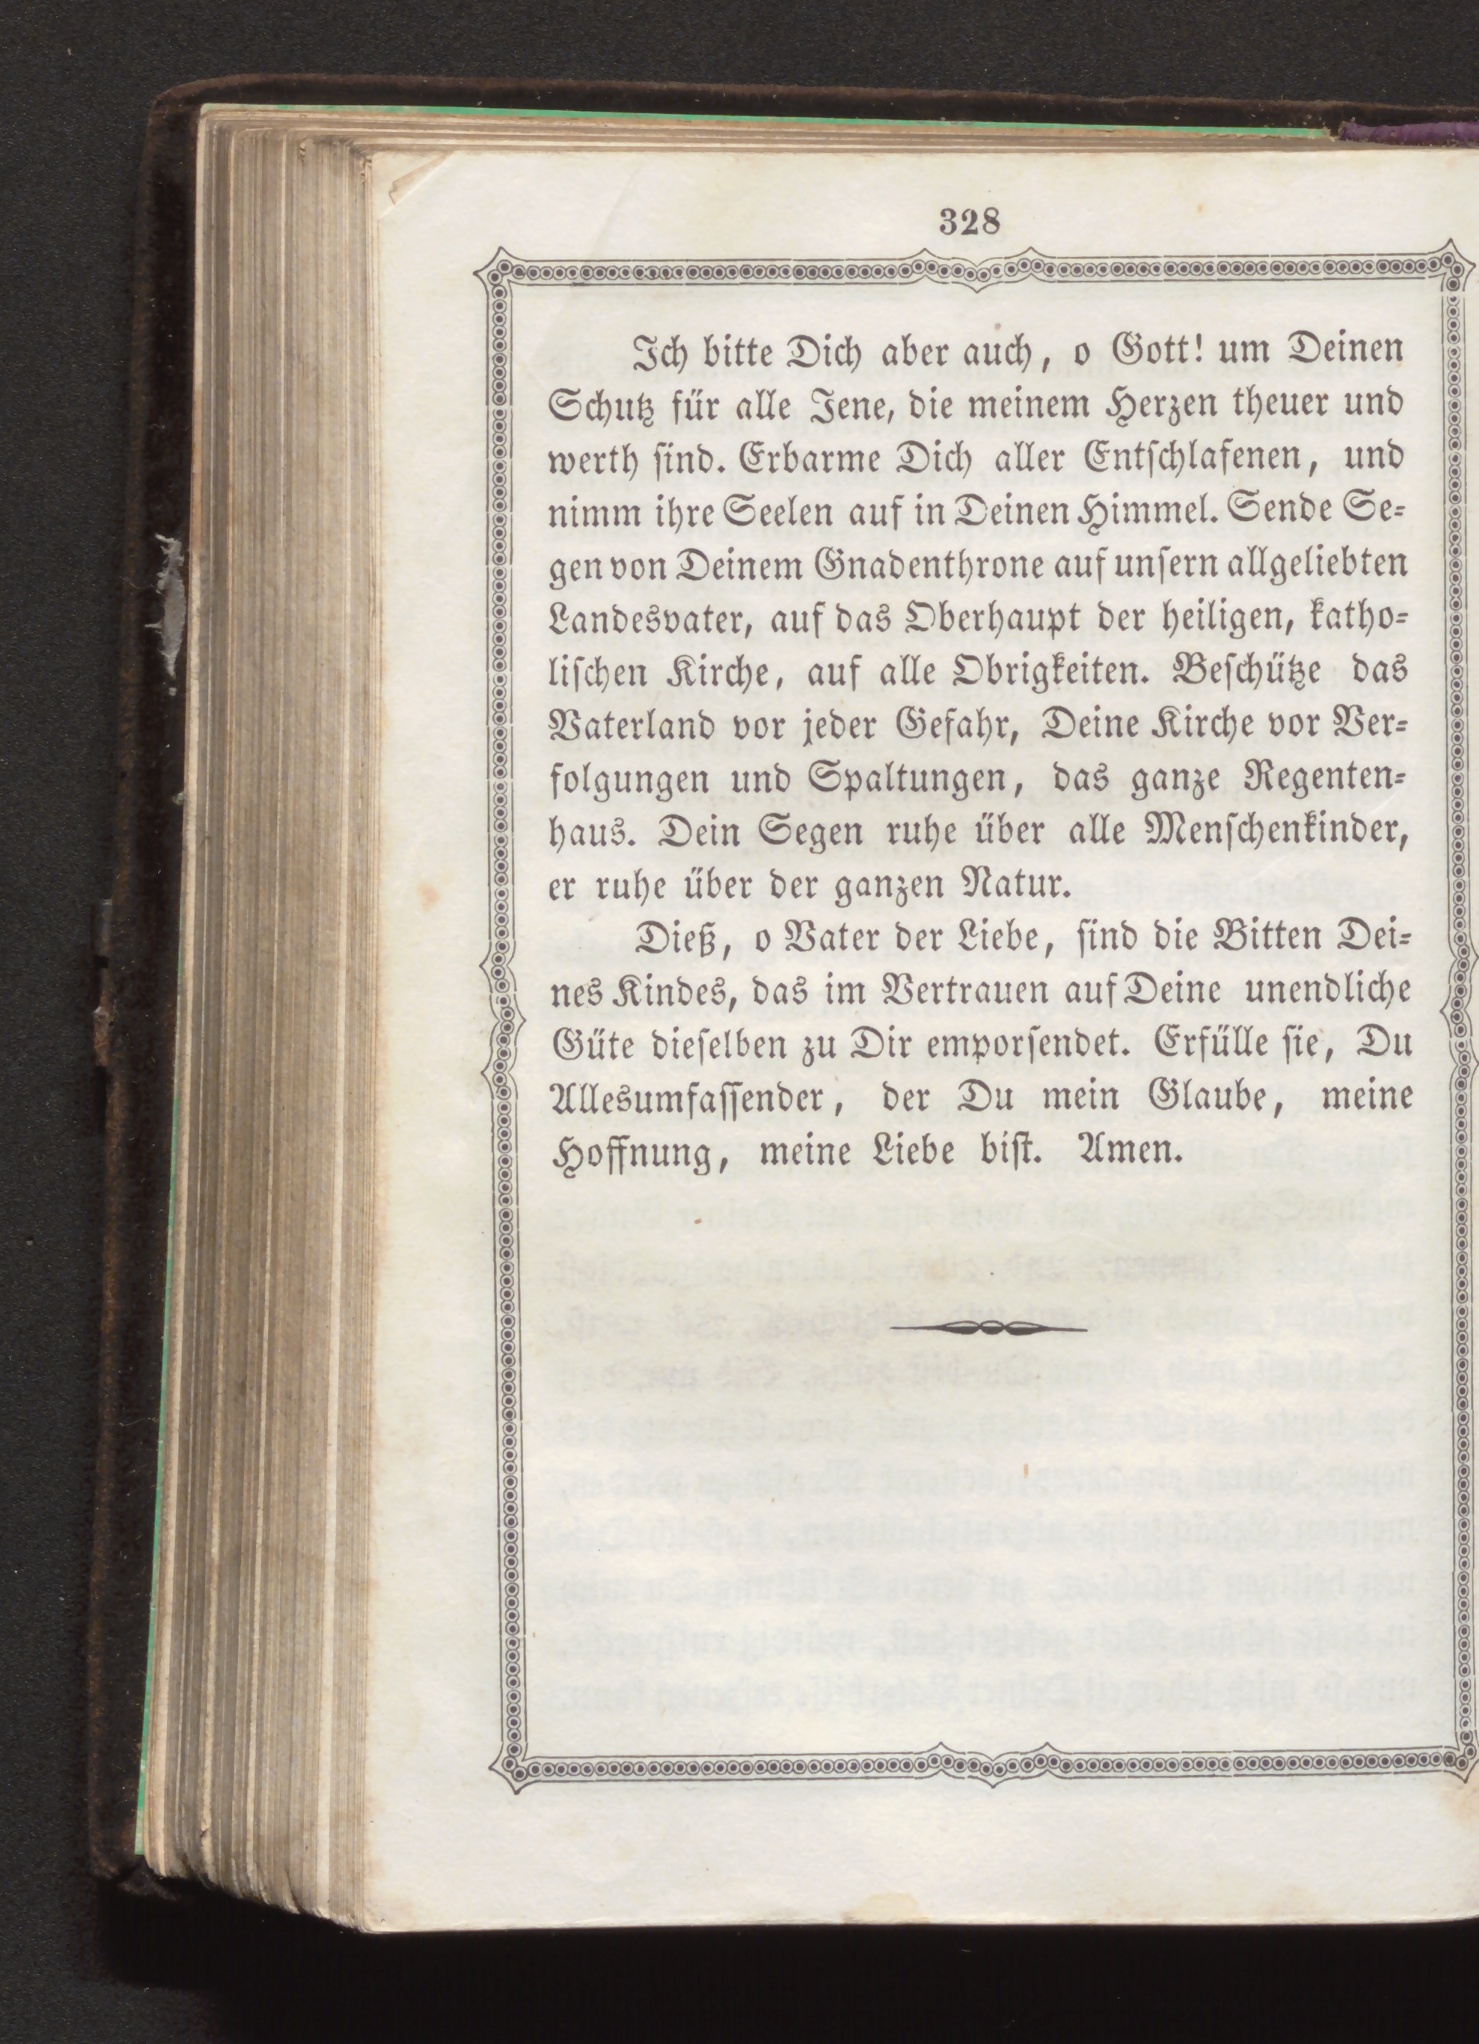 328
Ich bitte Dich aber auch, o Gott! um Deinen
Schutz für alle Jene, die meinem Herzen theuer und
werth sind. Erbarme Dich aller Entschlafenen, und
nimm ihre Seelen auf in Deinen Himmel. Sende Se-
gen von Deinem Gnadenthrone auf unsern allgeliebten
Landesvater, auf das Oberhaupt der heiligen, katho-
lischen Kirche, auf alle Obrigkeiten. Beschütze das
Vaterland vor jeder Gefahr, Deine Kirche vor Ver-
folgungen und Spaltungen, das ganze Regenten-
haus. Dein Segen ruhe über alle Menschenkinder,
er ruhe über der ganzen Natur.
Dieß, o Vater der Liebe, sind die Bitten Dei-
nes Kindes, das im Vertrauen auf Deine unendliche
Güte dieselben zu Dir emporsendet. Erfülle sie, Du
Allesumfassender, der Du mein Glaube, meine
Hoffnung, meine Liebe bist. Amen.